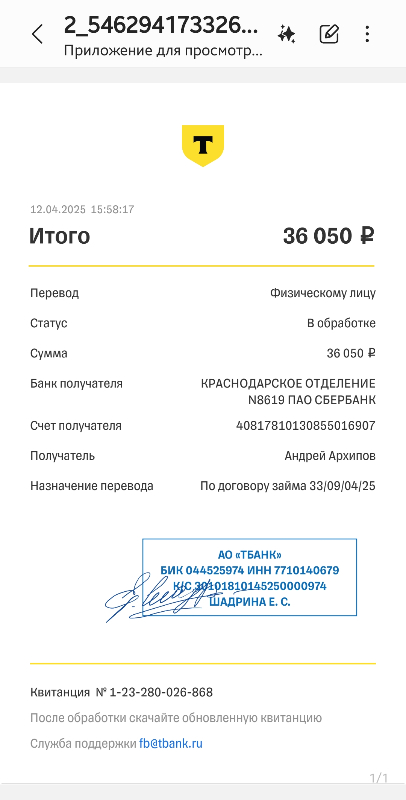 2_546294173326...
Приложение для просмотр...
Т
12.04.2025 15:58:17
Итого 36 050 ₽
Перевод Физическому лицу
Статус В обработке
Сумма 36 050 ₽
Банк получателя КРАСНОДАРСКОЕ ОТДЕЛЕНИЕ
N8619 ПАО СБЕРБАНК
Счет получателя 40817810130855016907
Получатель Андрей Архипов
Назначение перевода По договору займа 33/09/04/25
АО «ТБАНК»
БИК 044525974 ИНН 7710140679
К/С 30101810145250000974
ШАДРИНА Е. С.
Квитанция № 1-23-280-026-868
После обработки скачайте обновленную квитанцию
Служба поддержки fb@tbank.ru
1/1